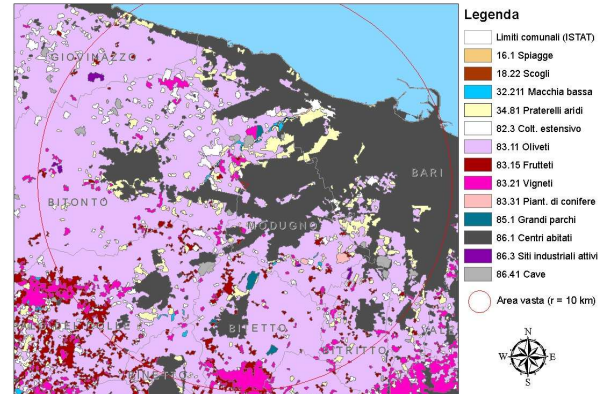 Legenda
Limiti comunali (ISTAT)
16.1 Spiagge
18.22 Scogli
32.211 Macchia bassa
34.81 Praterelli aridi
82.3 Colt. estensivo
83.11 Oliveti
83.15 Frutteti
83.21 Vigneti
83.31 Piant. di conifere
85.1 Grandi parchi
86.1 Centri abitati
86.3 Siti industriali attivi
86.41 Cave
Area vasta (r = 10 km)
N
W E
S
GIOVINAZZO
BARI
BITONTO
MODUGNO
BITETTO
BITRITTO
BINETTO